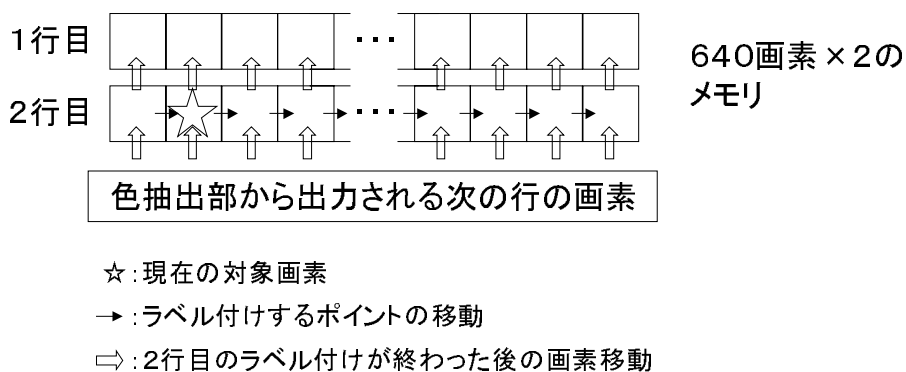 1行目 ･･･
640画素×2の
メモリ
2行目 ･･･
色抽出部から出力される次の行の画素
☆:現在の対象画素
→:ラベル付けするポイントの移動
⇨:2行目のラベル付けが終わった後の画素移動